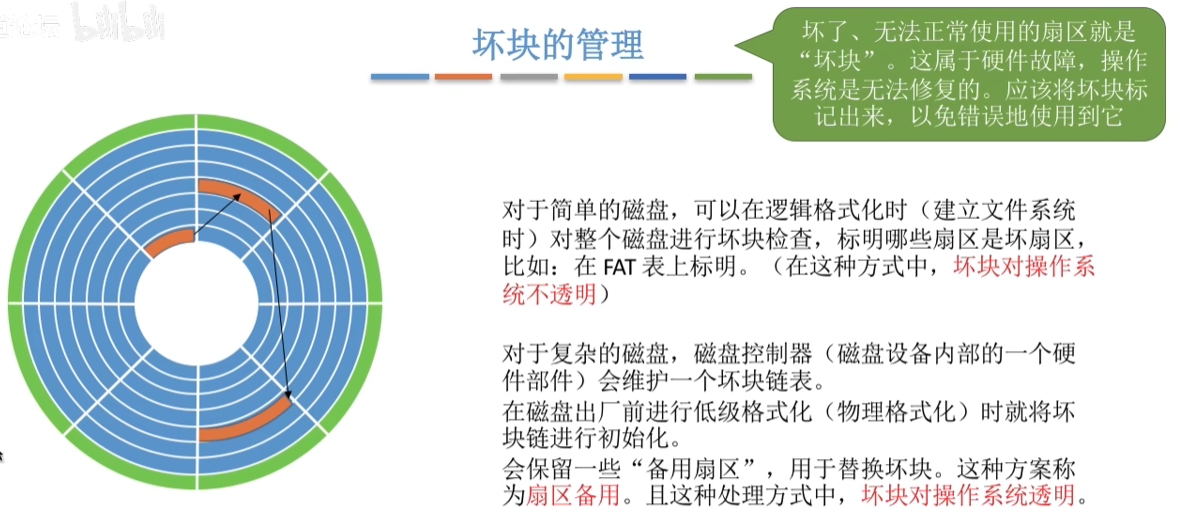 bilibili
坏块的管理
坏了、无法正常使用的扇区就是
“坏块”。这属于硬件故障，操作
系统是无法修复的。应该将坏块标
记出来，以免错误地使用到它
对于简单的磁盘，可以在逻辑格式化时（建立文件系统
时）对整个磁盘进行坏块检查，标明哪些扇区是坏扇区，
比如：在 FAT 表上标明。（在这种方式中，坏块对操作系
统不透明）
对于复杂的磁盘，磁盘控制器（磁盘设备内部的一个硬
件部件）会维护一个坏块链表。
在磁盘出厂前进行低级格式化（物理格式化）时就将坏
块链进行初始化。
会保留一些“备用扇区”，用于替换坏块。这种方案称
为扇区备用。且这种处理方式中，坏块对操作系统透明。